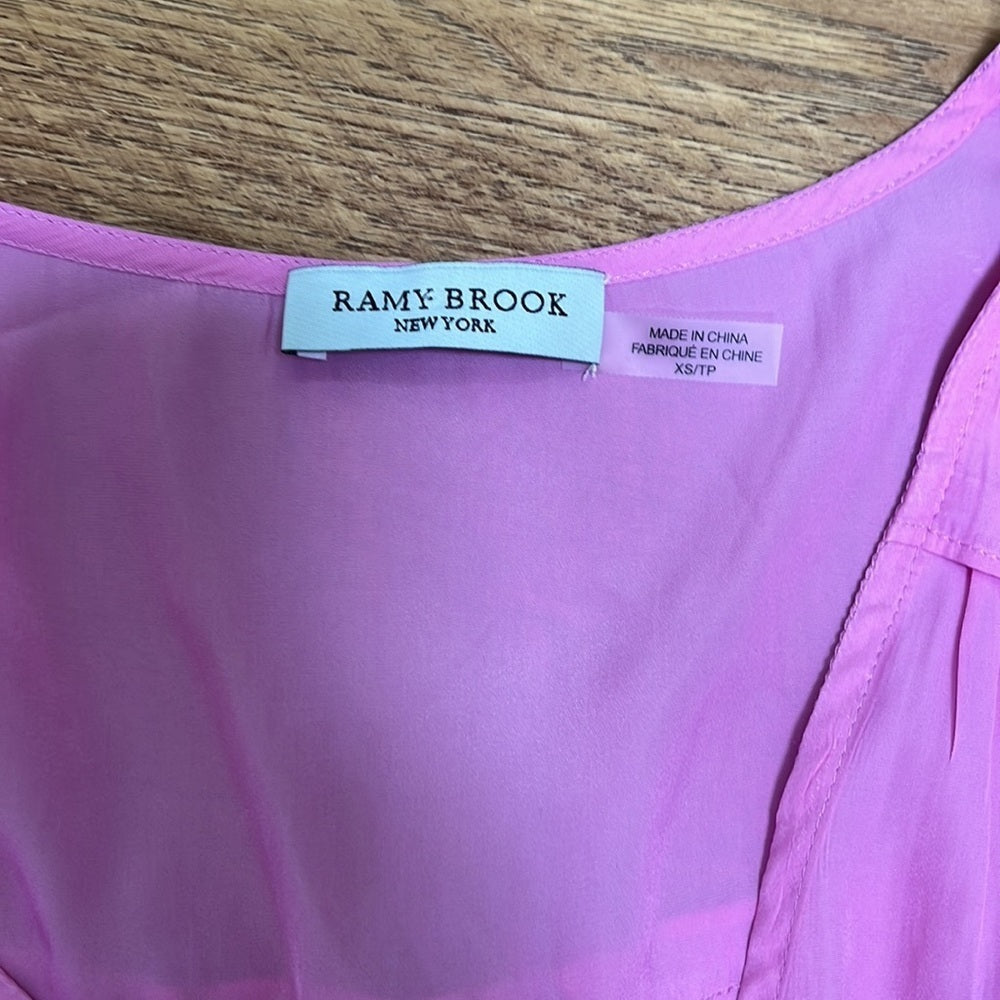 RAMY BROOK
NEW YORK
MADE IN CHINA
FABRIQUÉ EN CHINE
XS/TP